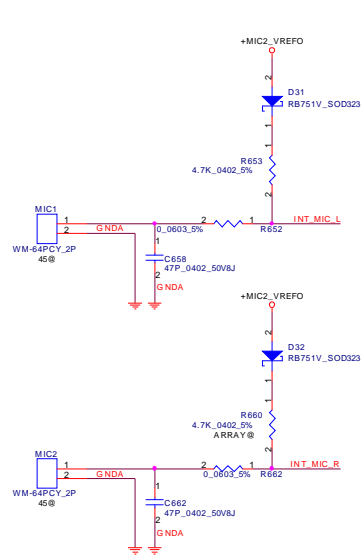 +MIC2_VREFO
2
D31
RB751V_SOD323
1
1
R653
4.7K_0402_5%
2
MIC1
1
2
GNDA
WM-64PCY_2P
45@
0_0603_5%
2
1
R652
INT_MIC_L
1
C658
47P_0402_50V8J
2
GNDA
+MIC2_VREFO
2
D32
RB751V_SOD323
1
1
R660
4.7K_0402_5%
ARRAY@
2
MIC2
1
2
GNDA
WM-64PCY_2P
45@
2
1
0_0603_5%
R662
INT_MIC_R
1
C662
47P_0402_50V8J
2
GNDA